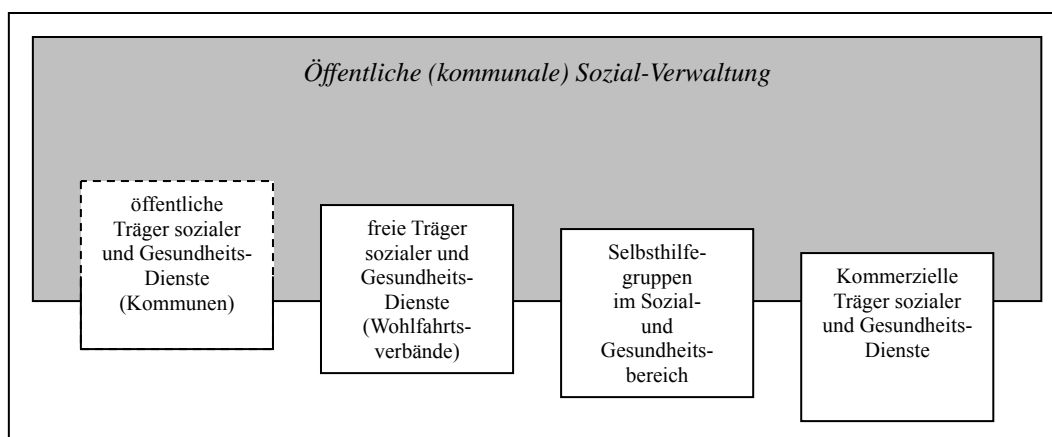 Öffentliche (kommunale) Sozial-Verwaltung
öffentliche
Träger sozialer
und Gesundheits-
Dienste
(Kommunen)
freie Träger
sozialer und
Gesundheits-
Dienste
(Wohlfahrts-
verbände)
Selbsthilfe-
gruppen
im Sozial-
und
Gesundheits-
bereich
Kommerzielle
Träger sozialer
und Gesundheits-
Dienste